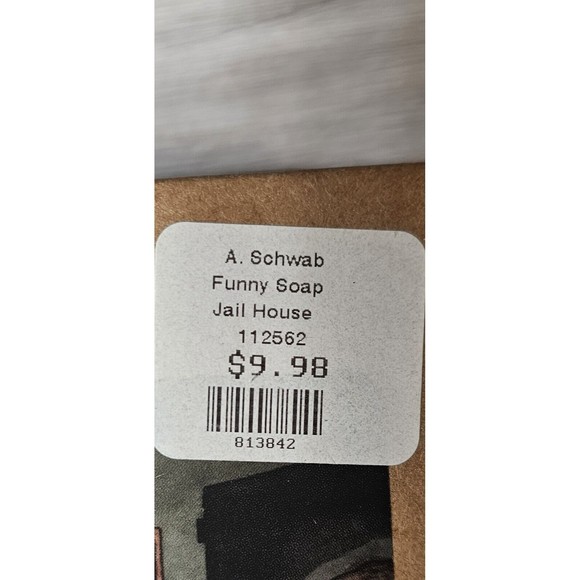 A. Schwab
Funny Soap
Jail House
112562
$9.98
813842